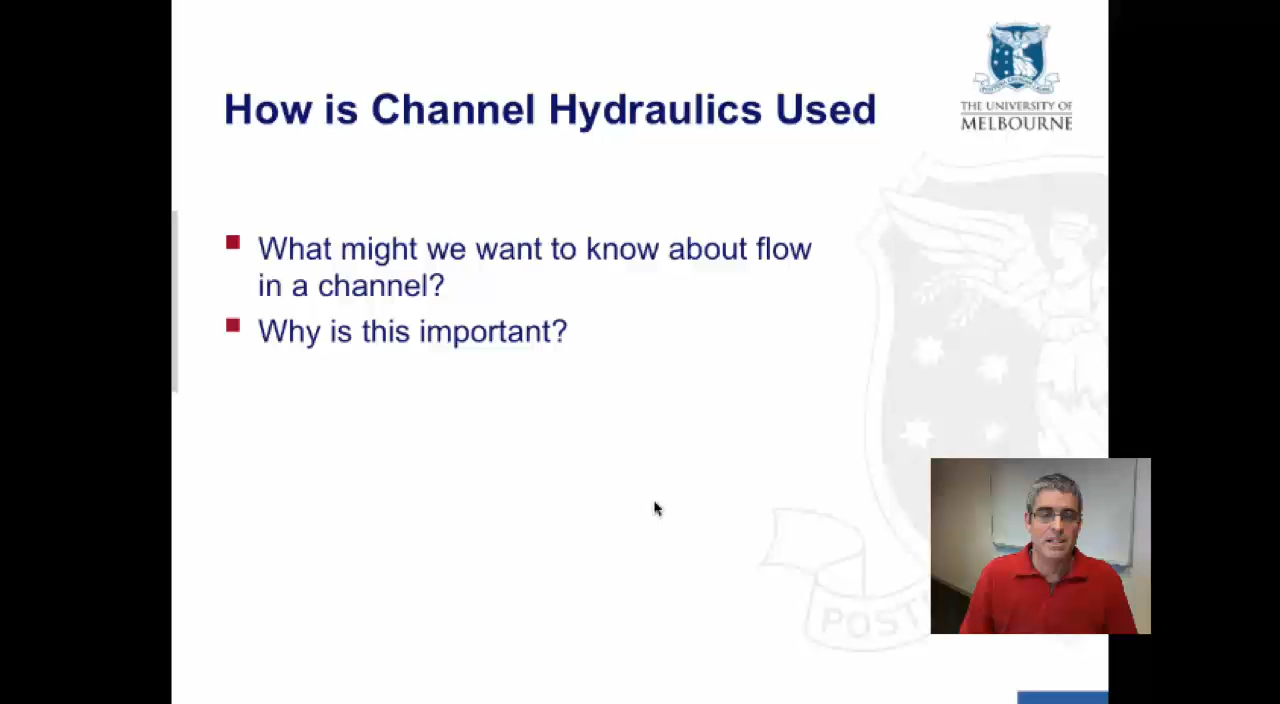 How is Channel Hydraulics Used
THE UNIVERSITY OF
MELBOURNE
What might we want to know about flow
in a channel?
Why is this important?
POST